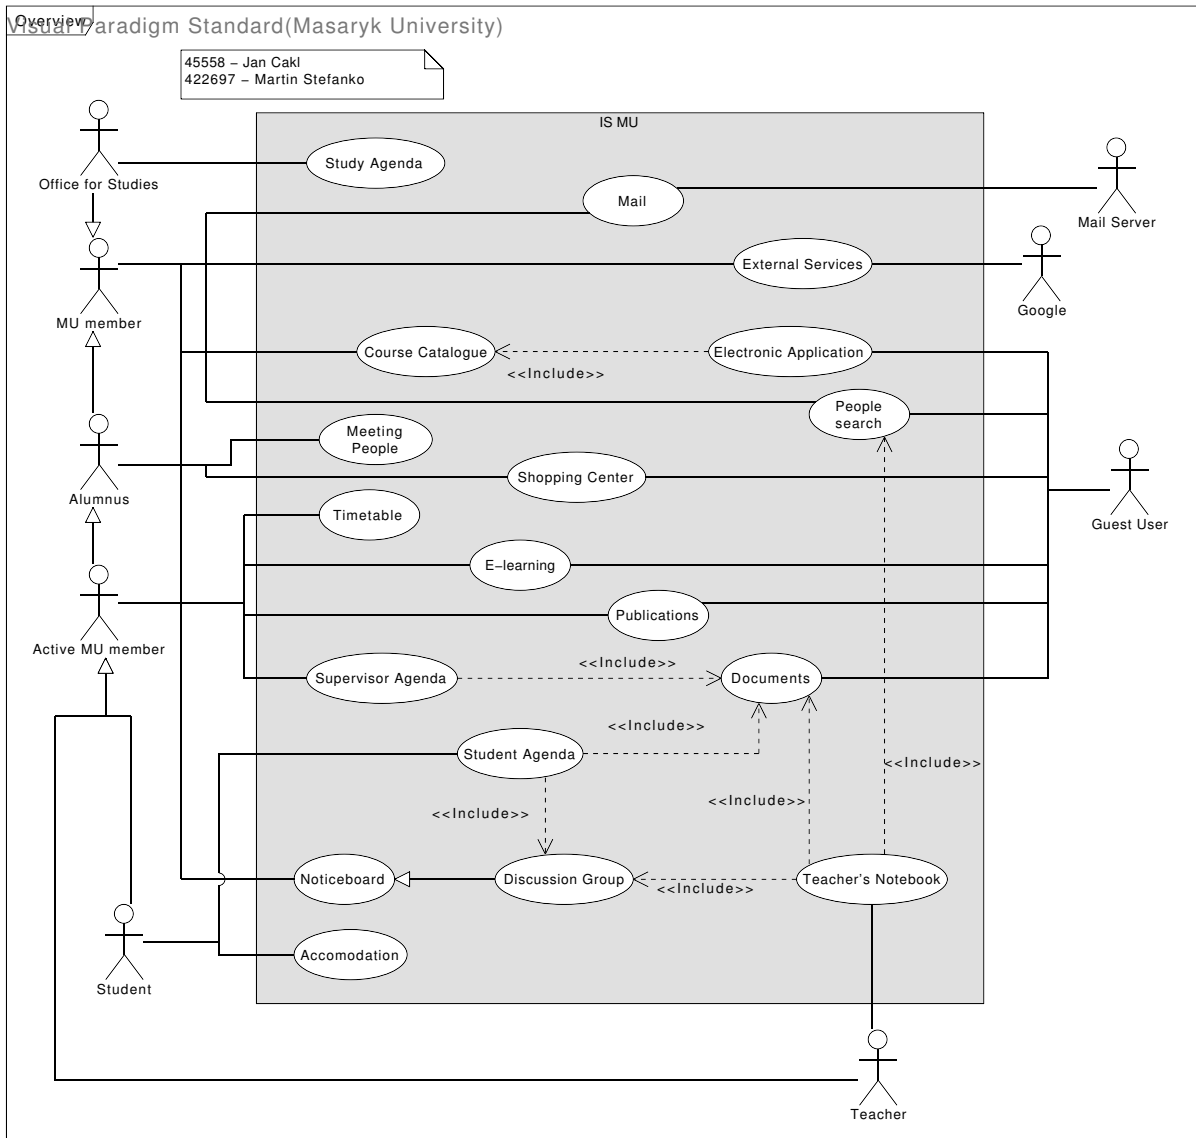 Overview
Visual Paradigm Standard(Masaryk University)
45558 – Jan Cakl
422697 – Martin Stefanko
IS MU
Study Agenda
Office for Studies
Mail
Mail Server
External Services
Google
MU member
Course Catalogue
Electronic Application
<<Include>>
People
search
Meeting
People
Alumnus
Shopping Center
Timetable
Guest User
E–learning
Publications
Active MU member
<<Include>>
Supervisor Agenda
Documents
<<Include>>
Student Agenda
<<Include>>
<<Include>>
<<Include>>
Noticeboard
Discussion Group
<<Include>>
Teacher's Notebook
Accomodation
Student
Teacher